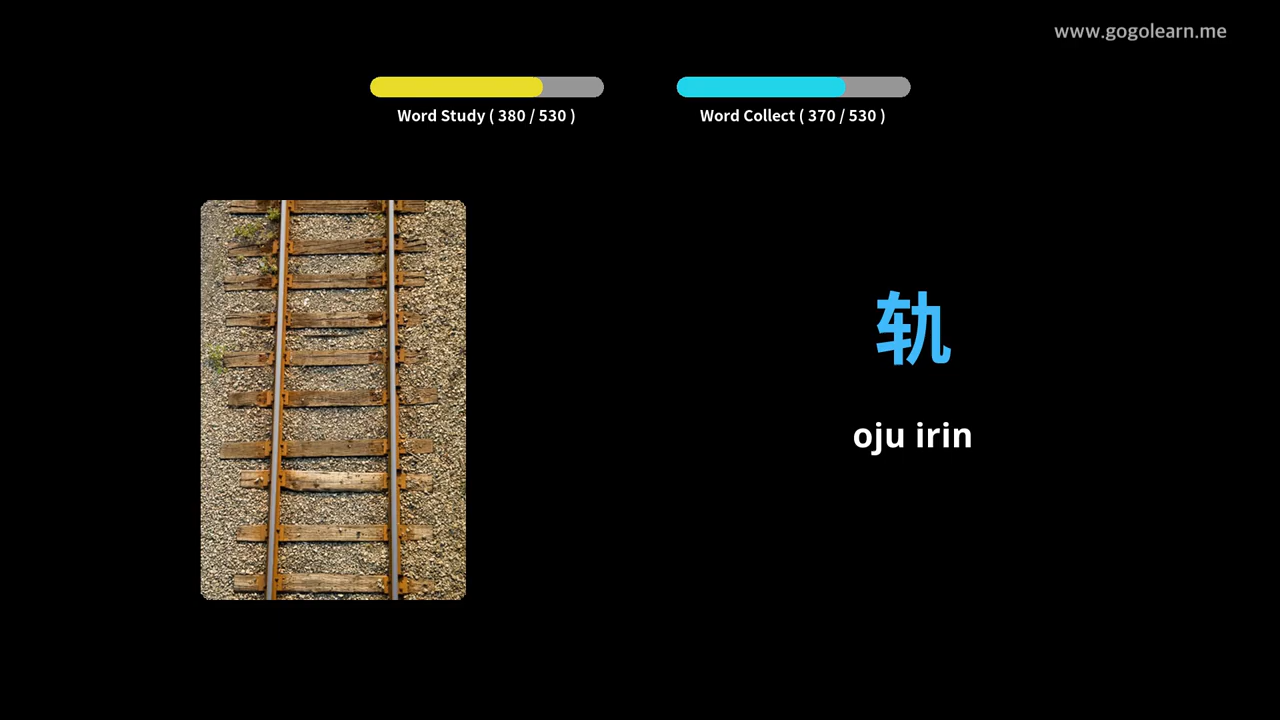 www.gogolearn.me
Word Study ( 380 / 530 )
Word Collect ( 370 / 530 )
轨
oju irin